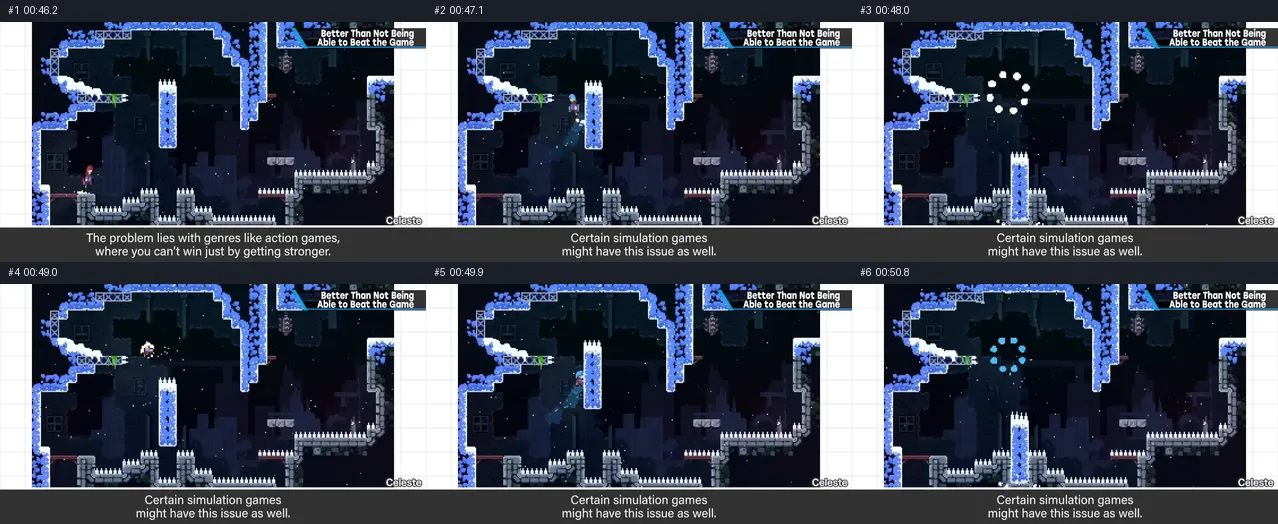 #1 00:46.2
Better Than Not Being
Able to Beat the Game
Celeste
The problem lies with genres like action games,
where you can't win just by getting stronger.
#2 00:47.1
Better Than Not Being
Able to Beat the Game
Celeste
Certain simulation games
might have this issue as well.
#3 00:48.0
Better Than Not Being
Able to Beat the Game
Celeste
Certain simulation games
might have this issue as well.
#4 00:49.0
Better Than Not Being
Able to Beat the Game
Celeste
Certain simulation games
might have this issue as well.
#5 00:49.9
Better Than Not Being
Able to Beat the Game
Celeste
Certain simulation games
might have this issue as well.
#6 00:50.8
Better Than Not Being
Able to Beat the Game
Celeste
Certain simulation games
might have this issue as well.